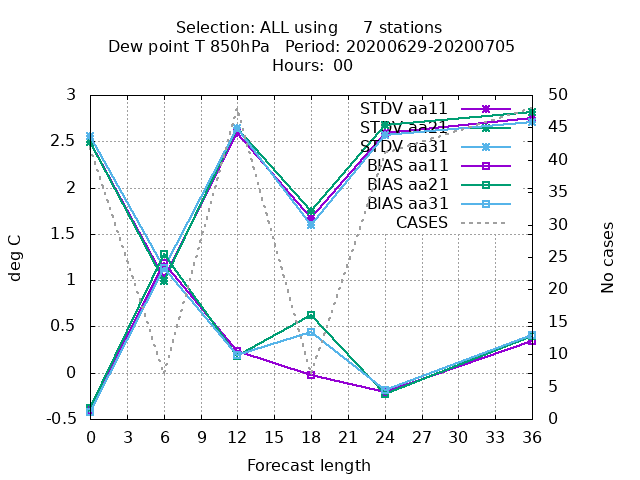 Selection: ALL using     7 stations
Dew point T 850hPa   Period: 20200629-20200705
Hours:  00
3
2.5
2
1.5
1
0.5
0
-0.5
deg C
50
45
40
35
30
25
20
15
10
5
0
No cases
STDV aa11
STDV aa21
STDV aa31
BIAS aa11
BIAS aa21
BIAS aa31
CASES
0 3 6 9 12 15 18 21 24 27 30 33 36
Forecast length